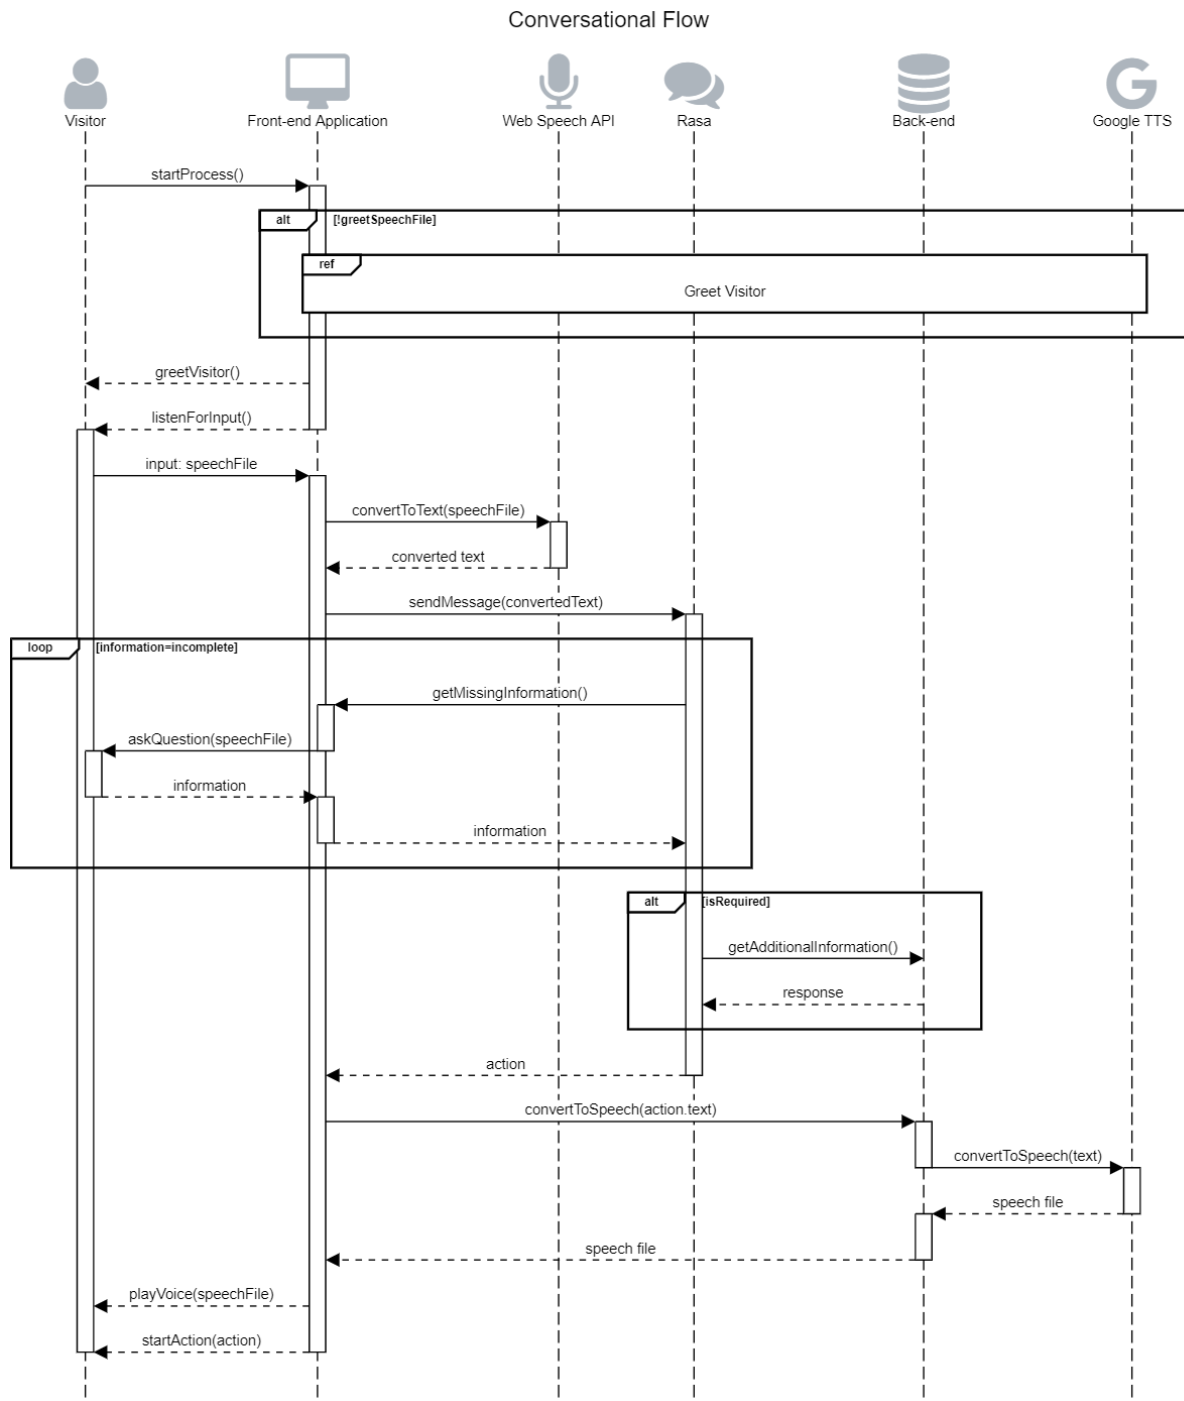 Conversational Flow
Visitor
Front-end Application
Web Speech API
Rasa
Back-end
Google TTS
startProcess()
alt
[!greetSpeechFile]
ref
Greet Visitor
greetVisitor()
listenForInput()
input: speechFile
convertToText(speechFile)
converted text
sendMessage(convertedText)
loop
[information=incomplete]
getMissingInformation()
askQuestion(speechFile)
information
information
alt
[isRequired]
getAdditionalInformation()
response
action
convertToSpeech(action.text)
convertToSpeech(text)
speech file
speech file
playVoice(speechFile)
startAction(action)